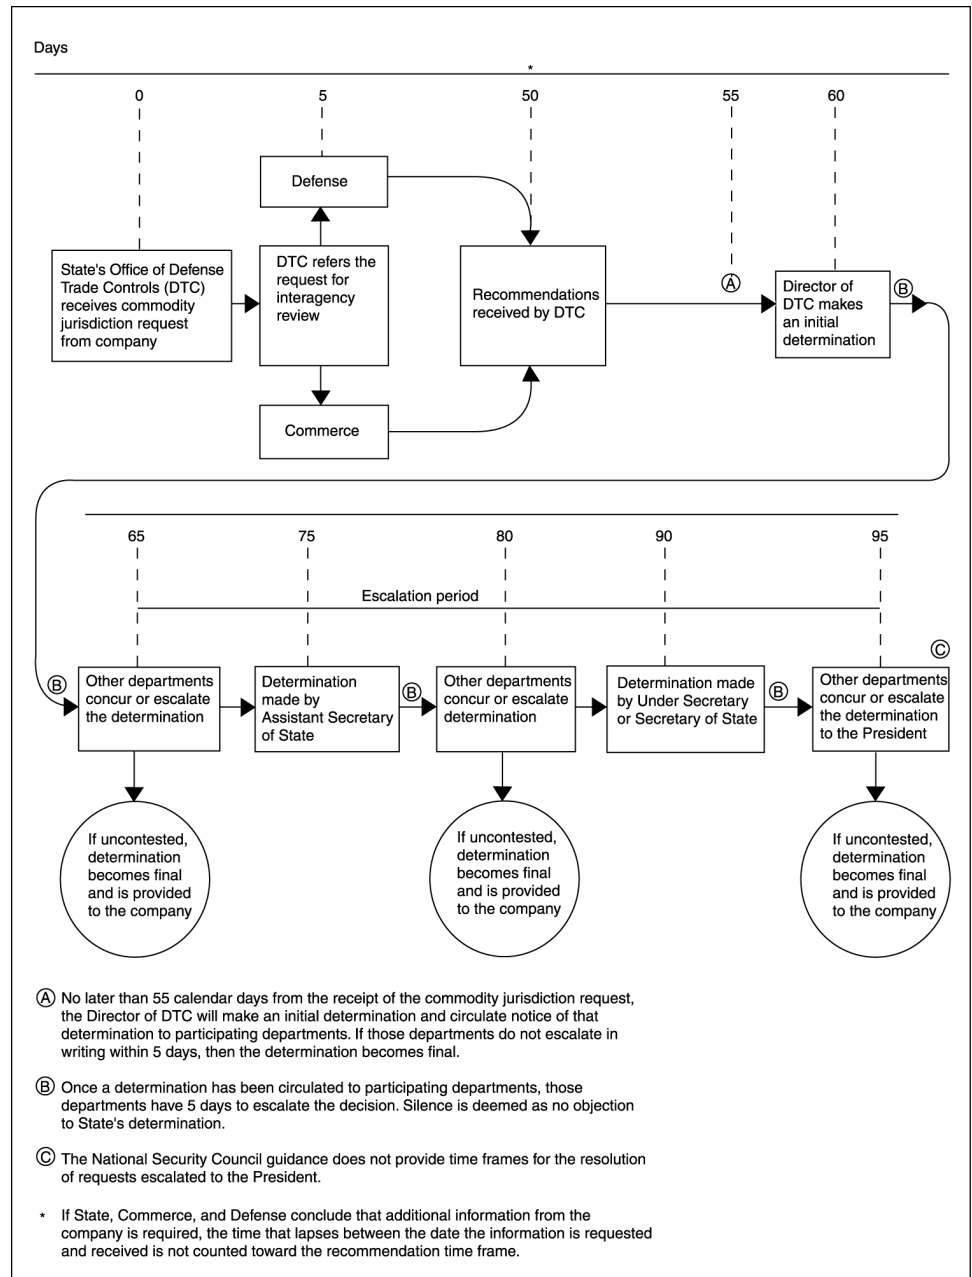 Days
*
0 5 50 55 60
Defense
State's Office of Defense
Trade Controls (DTC)
receives commodity
jurisdiction request
from company
DTC refers the
request for
interagency
review
Recommendations
received by DTC
Ⓐ
Director of
DTC makes
an initial
determination
Ⓑ
Commerce
65 75 80 90 95
Escalation period
Ⓑ
Other departments
concur or escalate
the determination
Determination
made by
Assistant Secretary
of State
Ⓑ
Other departments
concur or escalate
determination
Determination made
by Under Secretary
or Secretary of State
Ⓑ
Ⓒ
Other departments
concur or escalate
the determination
to the President
If uncontested,
determination
becomes final
and is provided
to the company
If uncontested,
determination
becomes final
and is provided
to the company
If uncontested,
determination
becomes final
and is provided
to the company
Ⓐ No later than 55 calendar days from the receipt of the commodity jurisdiction request,
the Director of DTC will make an initial determination and circulate notice of that
determination to participating departments. If those departments do not escalate in
writing within 5 days, then the determination becomes final.
Ⓑ Once a determination has been circulated to participating departments, those
departments have 5 days to escalate the decision. Silence is deemed as no objection
to State's determination.
Ⓒ The National Security Council guidance does not provide time frames for the resolution
of requests escalated to the President.
* If State, Commerce, and Defense conclude that additional information from the
company is required, the time that lapses between the date the information is requested
and received is not counted toward the recommendation time frame.